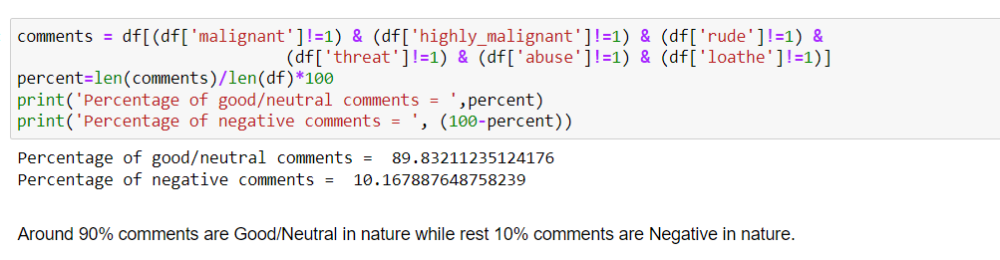 comments = df[(df['malignant']!=1) & (df['highly_malignant']!=1) & (df['rude']!=1) &
(df['threat']!=1) & (df['abuse']!=1) & (df['loathe']!=1)]
percent=len(comments)/len(df)*100
print('Percentage of good/neutral comments = ',percent)
print('Percentage of negative comments = ', (100-percent))
Percentage of good/neutral comments =  89.83211235124176
Percentage of negative comments =  10.167887648758239
Around 90% comments are Good/Neutral in nature while rest 10% comments are Negative in nature.